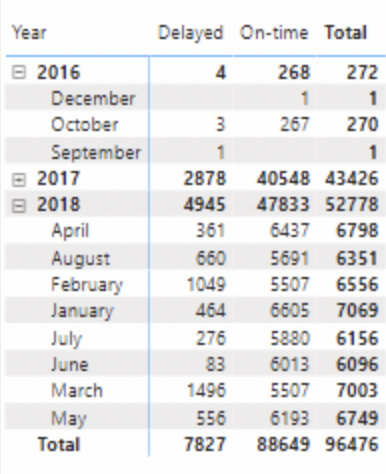 Year Delayed On-time Total
2016 4 268 272
December 1 1
October 3 267 270
September 1 1
2017 2878 40548 43426
2018 4945 47833 52778
April 361 6437 6798
August 660 5691 6351
February 1049 5507 6556
January 464 6605 7069
July 276 5880 6156
June 83 6013 6096
March 1496 5507 7003
May 556 6193 6749
Total 7827 88649 96476